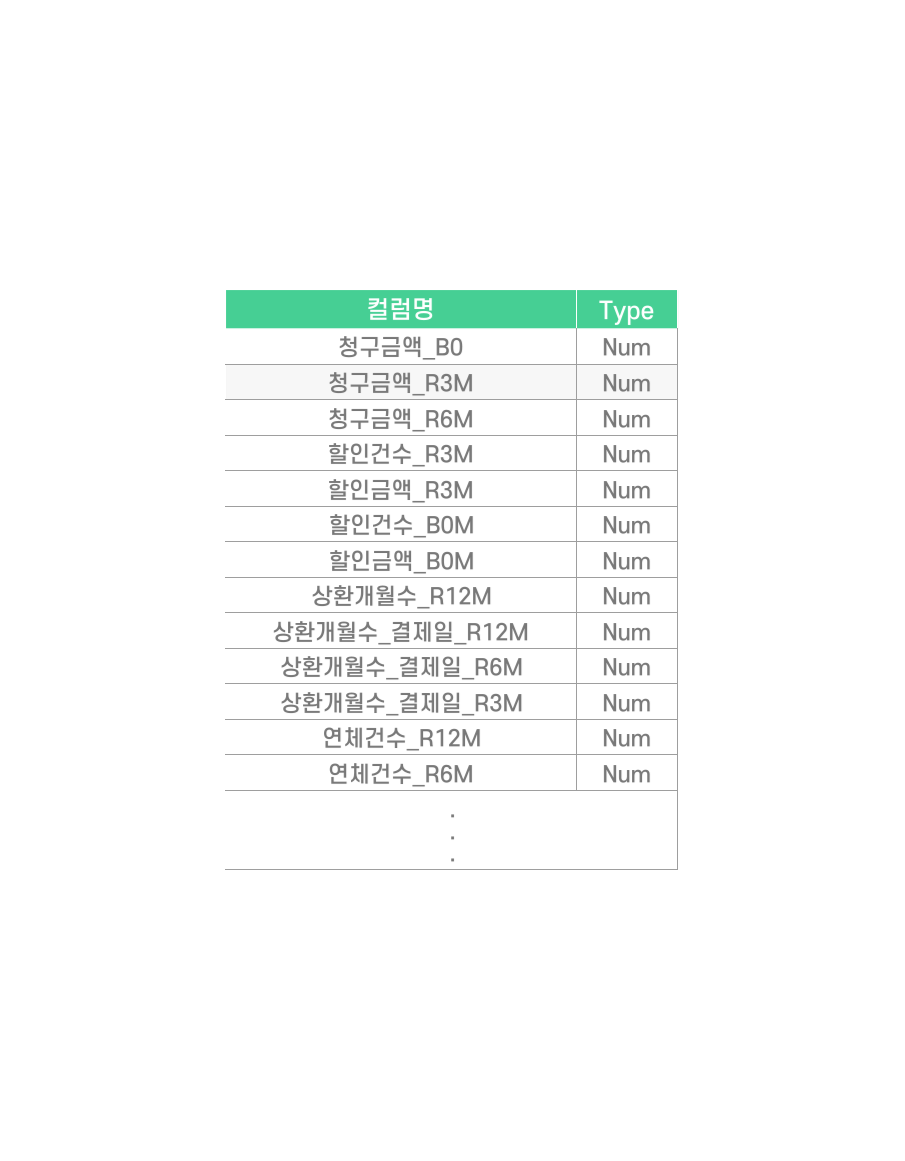 컬럼명 Type
청구금액_B0 Num
청구금액_R3M Num
청구금액_R6M Num
할인건수_R3M Num
할인금액_R3M Num
할인건수_B0M Num
할인금액_B0M Num
상환개월수_R12M Num
상환개월수_결제일_R12M Num
상환개월수_결제일_R6M Num
상환개월수_결제일_R3M Num
연체건수_R12M Num
연체건수_R6M Num
.
.
.